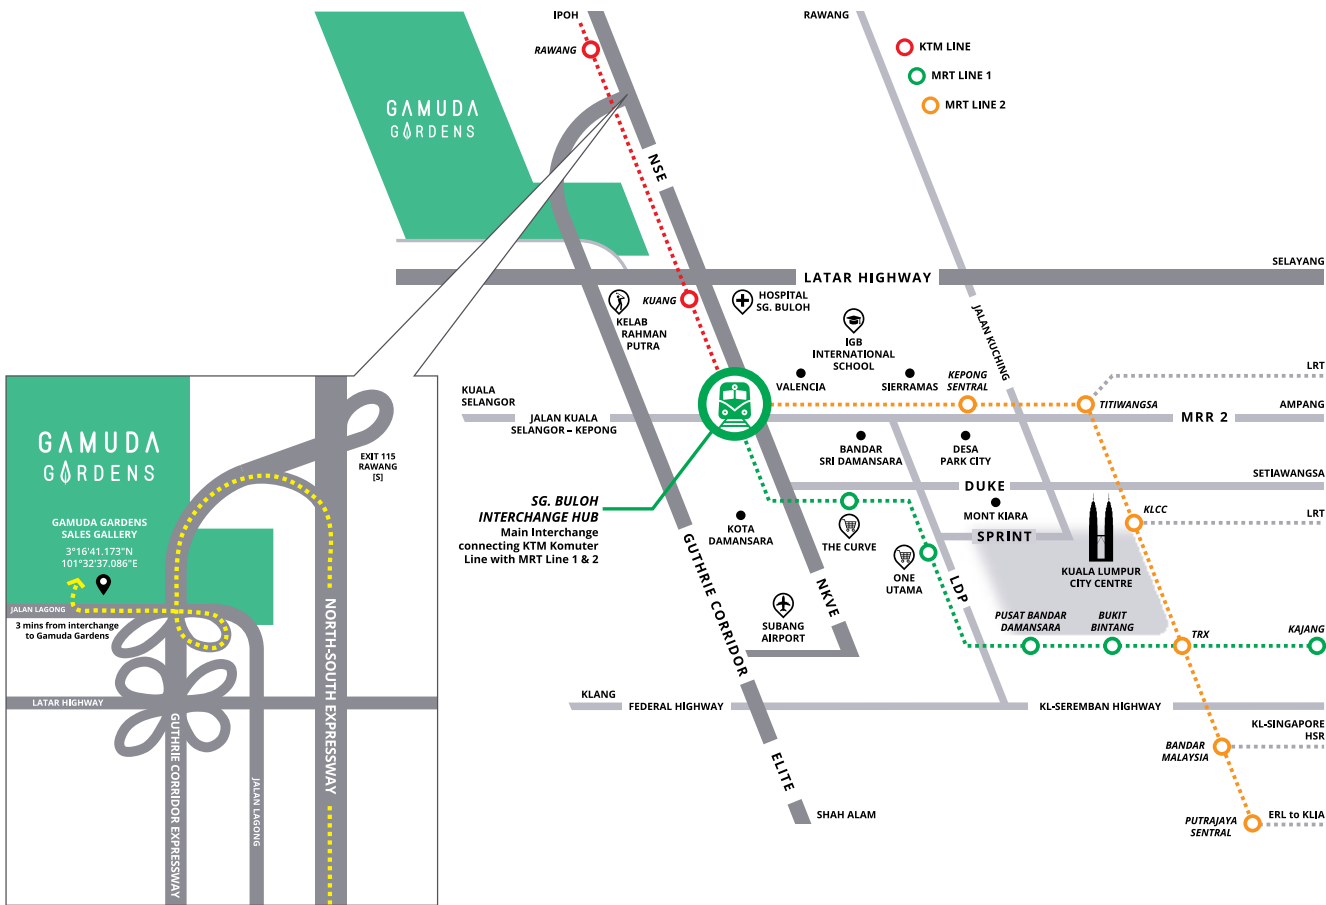 IPOH
RAWANG
RAWANG
KTM LINE
MRT LINE 1
MRT LINE 2
GAMUDA
GARDENS
NSE
LATAR HIGHWAY
SELAYANG
KUANG
HOSPITAL
SG. BULOH
KELAB
RAHMAN
PUTRA
IGB
INTERNATIONAL
SCHOOL
JALAN KUCHING
VALENCIA
SIERRAMAS
KEPONG
SENTRAL
LRT
KUALA
SELANGOR
TITIWANGSA
AMPANG
JALAN KUALA
SELANGOR – KEPONG
MRR 2
BANDAR
SRI DAMANSARA
DESA
PARK CITY
SETIAWANGSA
DUKE
SG. BULOH
INTERCHANGE HUB
Main Interchange
connecting KTM Komuter
Line with MRT Line 1 & 2
KOTA
DAMANSARA
THE CURVE
MONT KIARA
SPRINT
KLCC
LRT
ONE
UTAMA
KUALA LUMPUR
CITY CENTRE
GUTHRIE CORRIDOR
NKVE
LDP
SUBANG
AIRPORT
PUSAT BANDAR
DAMANSARA
BUKIT
BINTANG
TRX
KAJANG
KLANG
FEDERAL HIGHWAY
KL-SEREMBAN HIGHWAY
KL-SINGAPORE
HSR
BANDAR
MALAYSIA
ELITE
SHAH ALAM
PUTRAJAYA
SENTRAL
ERL to KLIA
GAMUDA
GARDENS
EXIT 115
RAWANG
[S]
GAMUDA GARDENS
SALES GALLERY
3°16'41.173"N
101°32'37.086"E
JALAN LAGONG
3 mins from interchange
to Gamuda Gardens
LATAR HIGHWAY
GUTHRIE CORRIDOR EXPRESSWAY
JALAN LAGONG
NORTH-SOUTH EXPRESSWAY